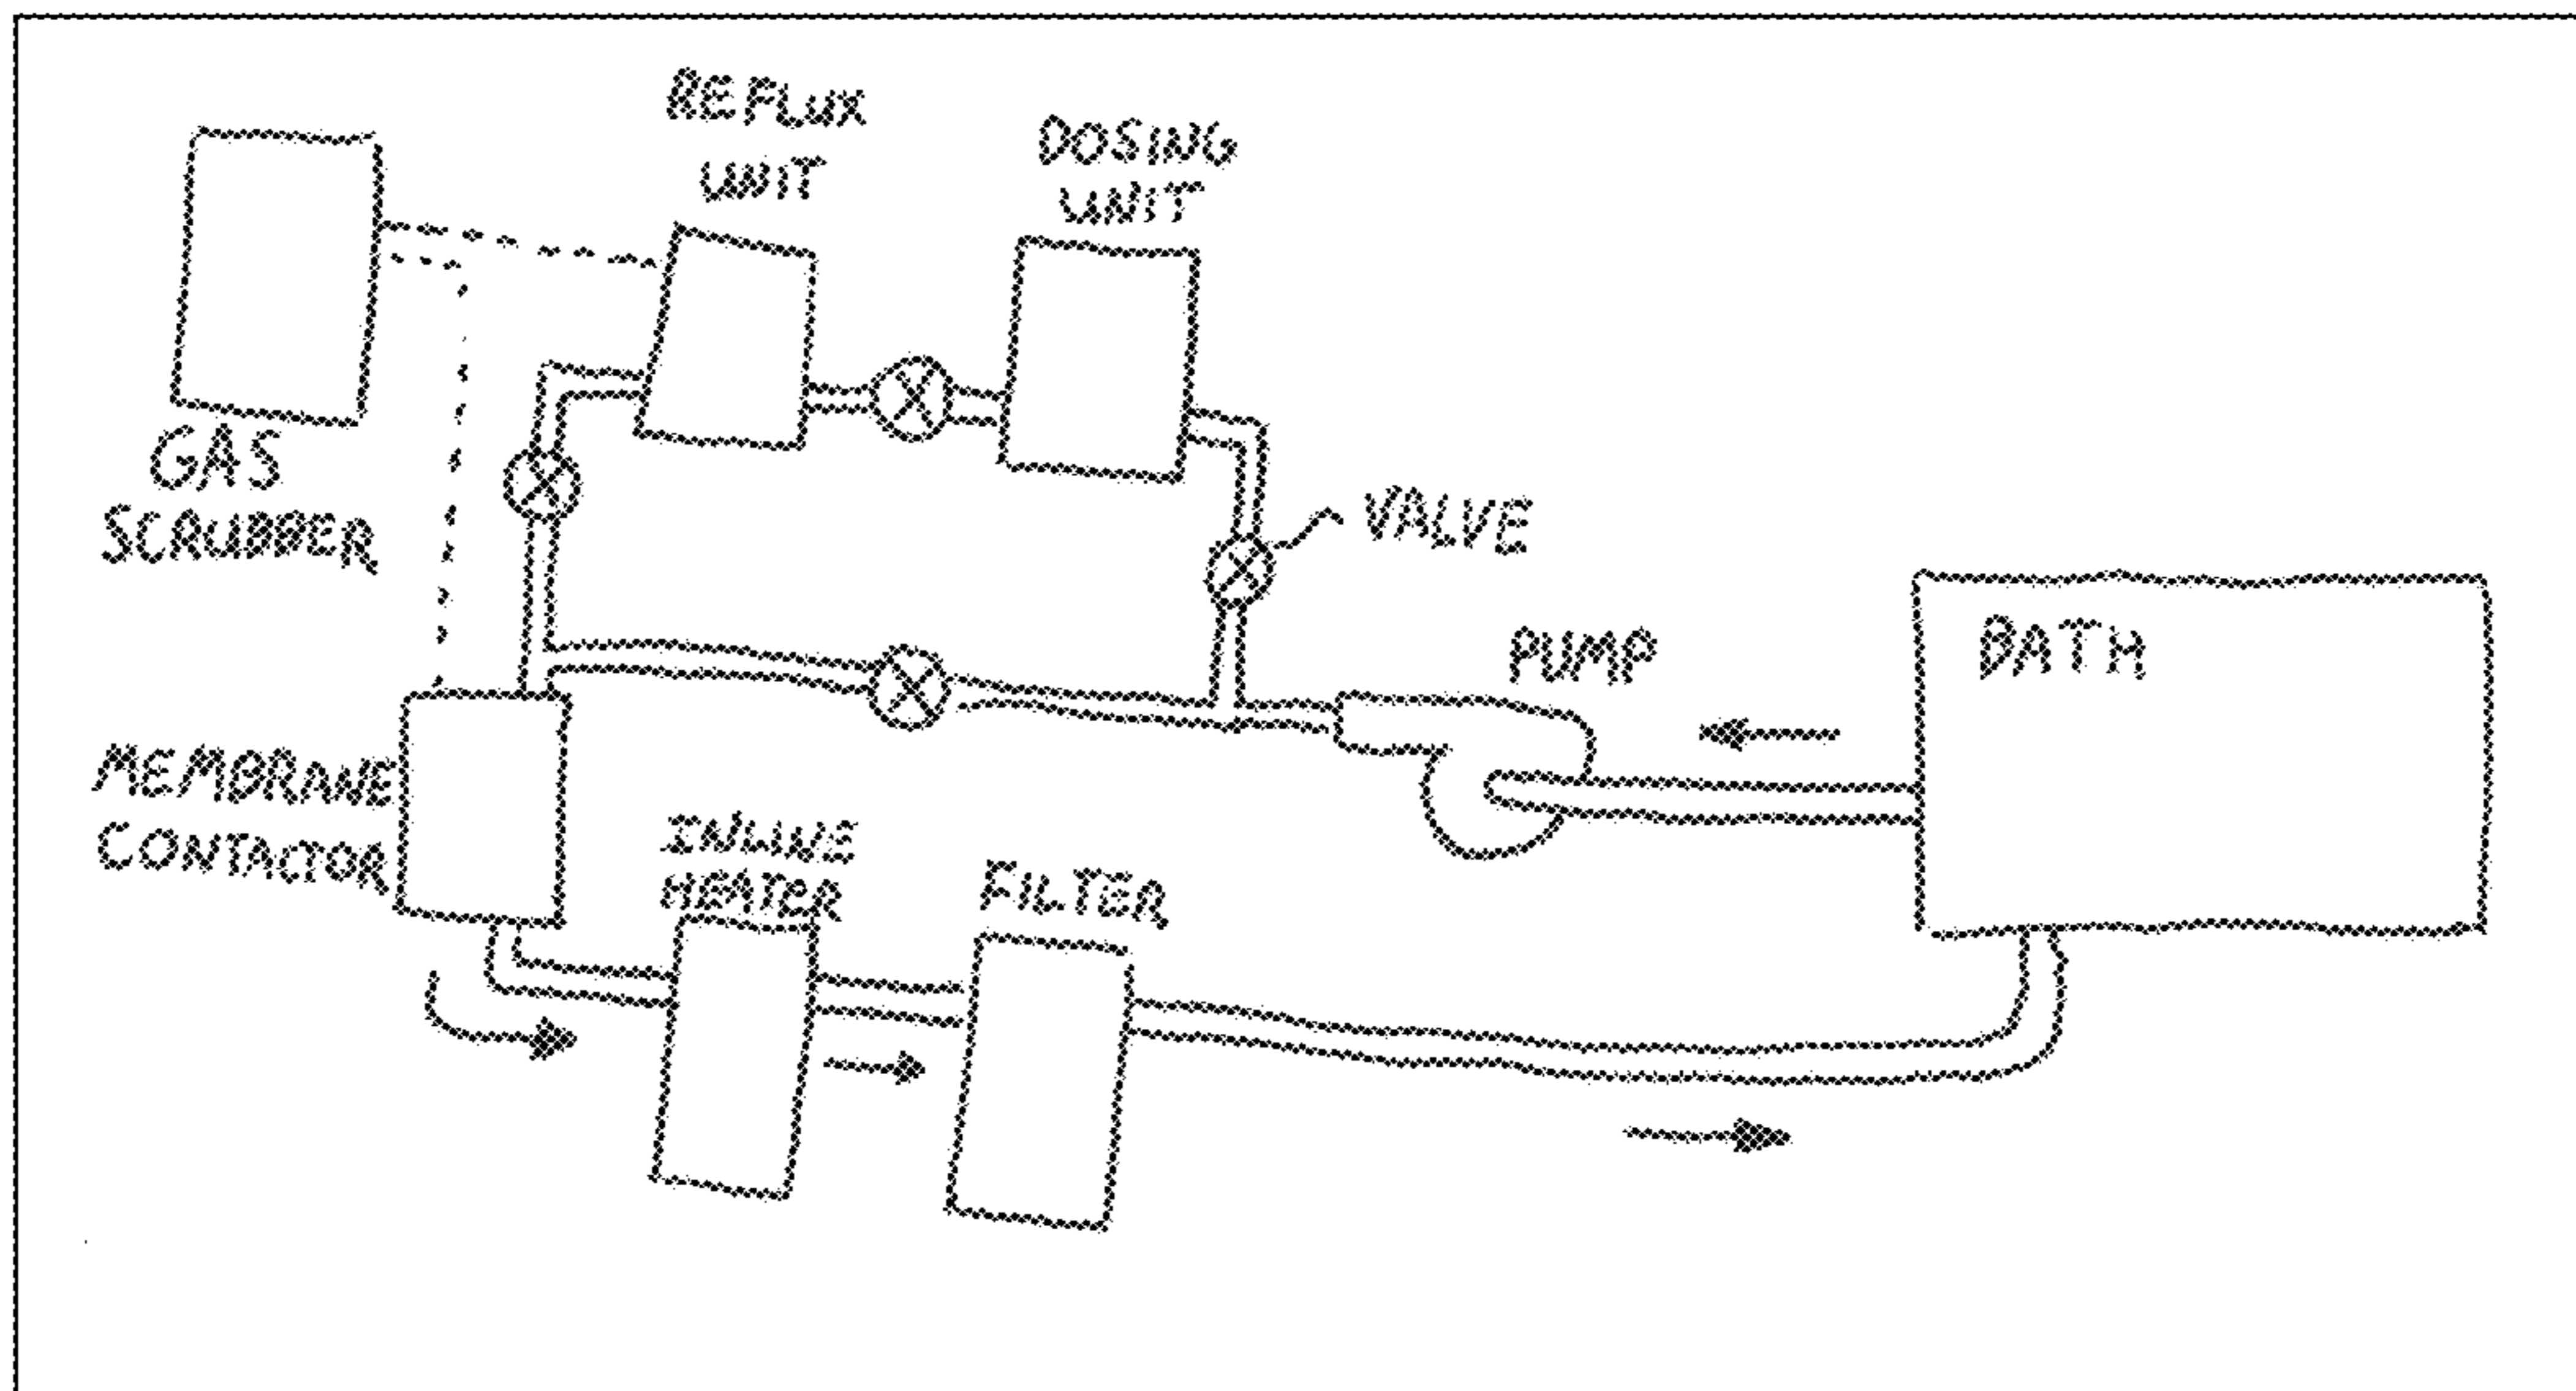 REFLUX
UNIT
DOSING
UNIT
GAS
SCRUBBER
VALVE
PUMP
BATH
MEMBRANE
CONTACTOR
INLINE
HEATER
FILTER